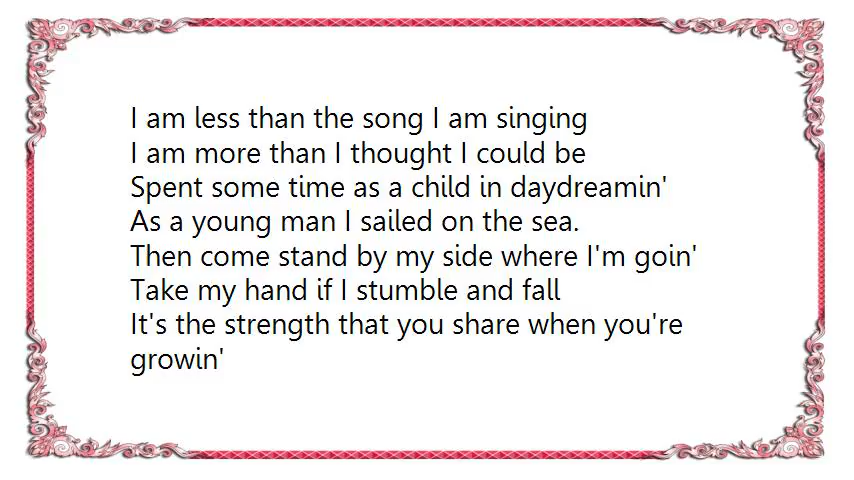 I am less than the song I am singing
I am more than I thought I could be
Spent some time as a child in daydreamin'
As a young man I sailed on the sea.
Then come stand by my side where I'm goin'
Take my hand if I stumble and fall
It's the strength that you share when you're
growin'